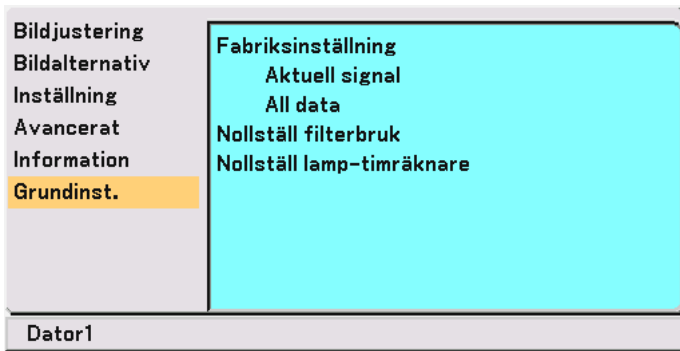 Bildjustering
Bildalternativ
Inställning
Avancerat
Information
Grundinst.
Fabriksinställning
Aktuell signal
All data
Nollställ filterbruk
Nollställ lamp-timräknare
Dator1